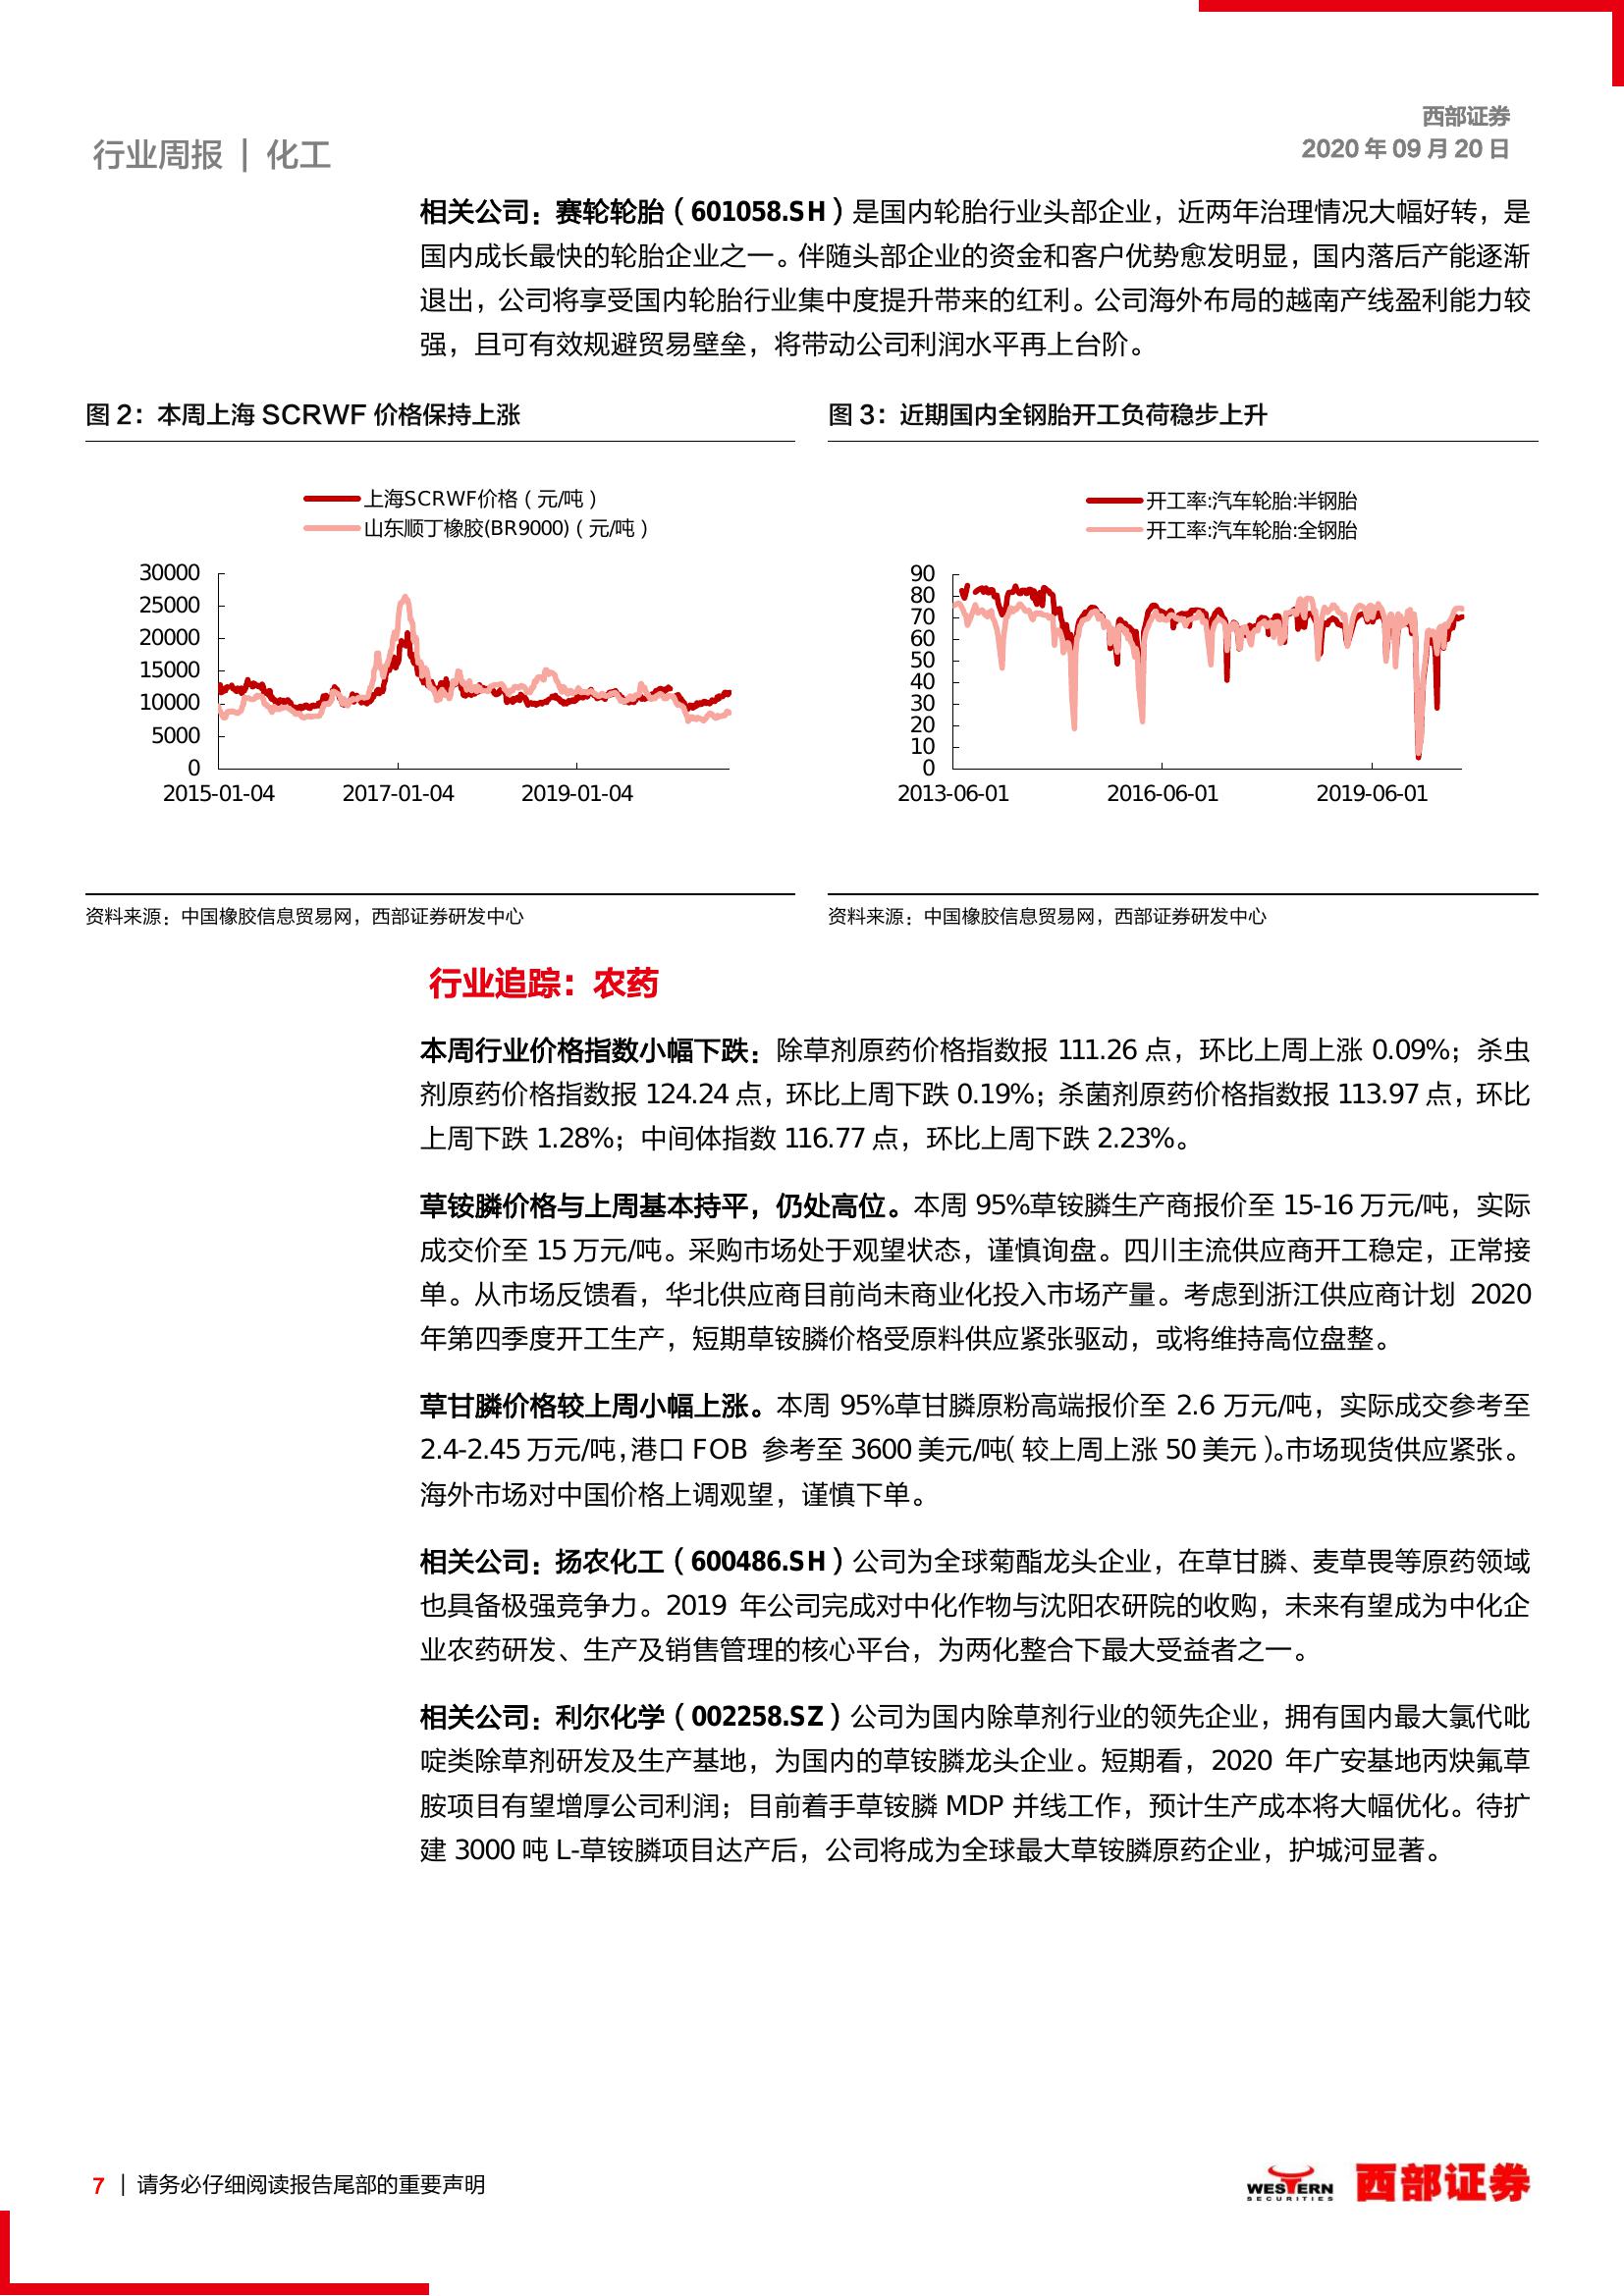 西部证券
2020 年 09 月 20 日
行业周报 | 化工
相关公司：赛轮轮胎（601058.SH）是国内轮胎行业头部企业，近两年治理情况大幅好转，是
国内成长最快的轮胎企业之一。伴随头部企业的资金和客户优势愈发明显，国内落后产能逐渐
退出，公司将享受国内轮胎行业集中度提升带来的红利。公司海外布局的越南产线盈利能力较
强，且可有效规避贸易壁垒，将带动公司利润水平再上台阶。
图 2：本周上海 SCRWF 价格保持上涨
上海SCRWF价格（元/吨）
山东顺丁橡胶(BR9000)（元/吨）
30000
25000
20000
15000
10000
5000
0
2015-01-04 2017-01-04 2019-01-04
资料来源：中国橡胶信息贸易网，西部证券研发中心
图 3：近期国内全钢胎开工负荷稳步上升
开工率:汽车轮胎:半钢胎
开工率:汽车轮胎:全钢胎
90
80
70
60
50
40
30
20
10
0
2013-06-01 2016-06-01 2019-06-01
资料来源：中国橡胶信息贸易网，西部证券研发中心
行业追踪：农药
本周行业价格指数小幅下跌：除草剂原药价格指数报 111.26 点，环比上周上涨 0.09%；杀虫
剂原药价格指数报 124.24 点，环比上周下跌 0.19%；杀菌剂原药价格指数报 113.97 点，环比
上周下跌 1.28%；中间体指数 116.77 点，环比上周下跌 2.23%。
草铵膦价格与上周基本持平，仍处高位。本周 95%草铵膦生产商报价至 15-16 万元/吨，实际
成交价至 15 万元/吨。采购市场处于观望状态，谨慎询盘。四川主流供应商开工稳定，正常接
单。从市场反馈看，华北供应商目前尚未商业化投入市场产量。考虑到浙江供应商计划 2020
年第四季度开工生产，短期草铵膦价格受原料供应紧张驱动，或将维持高位盘整。
草甘膦价格较上周小幅上涨。本周 95%草甘膦原粉高端报价至 2.6 万元/吨，实际成交参考至
2.4-2.45 万元/吨，港口 FOB 参考至 3600 美元/吨（较上周上涨 50 美元）。市场现货供应紧张。
海外市场对中国价格上调观望，谨慎下单。
相关公司：扬农化工（600486.SH）公司为全球菊酯龙头企业，在草甘膦、麦草畏等原药领域
也具备极强竞争力。2019 年公司完成对中化作物与沈阳农研院的收购，未来有望成为中化企
业农药研发、生产及销售管理的核心平台，为两化整合下最大受益者之一。
相关公司：利尔化学（002258.SZ）公司为国内除草剂行业的领先企业，拥有国内最大氯代吡
啶类除草剂研发及生产基地，为国内的草铵膦龙头企业。短期看，2020 年广安基地丙炔氟草
胺项目有望增厚公司利润；目前着手草铵膦 MDP 并线工作，预计生产成本将大幅优化。待扩
建 3000 吨 L-草铵膦项目达产后，公司将成为全球最大草铵膦原药企业，护城河显著。
7 | 请务必仔细阅读报告尾部的重要声明
WESTERN
SECURITIES
西部证券